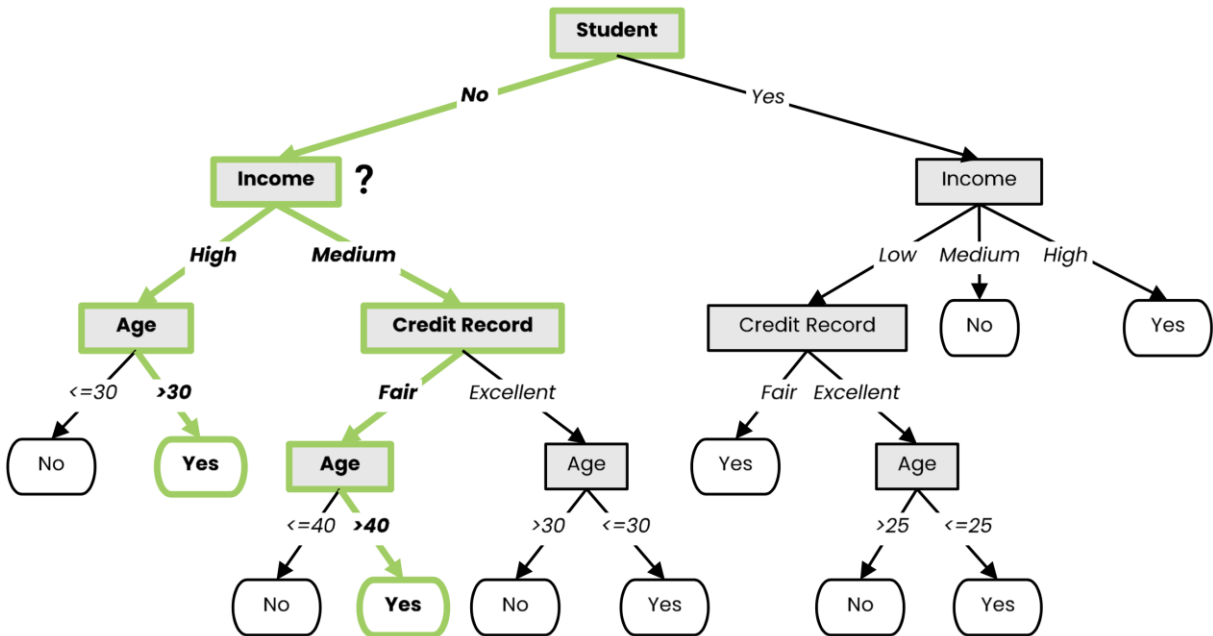 Student
No
Yes
Income
?
Income
High
Medium
Low
Medium
High
Age
Credit Record
Credit Record
No
Yes
<=30
>30
Fair
Excellent
Fair
Excellent
No
Yes
Age
Age
Yes
Age
<=40
>40
>30
<=30
>25
<=25
No
Yes
No
Yes
No
Yes